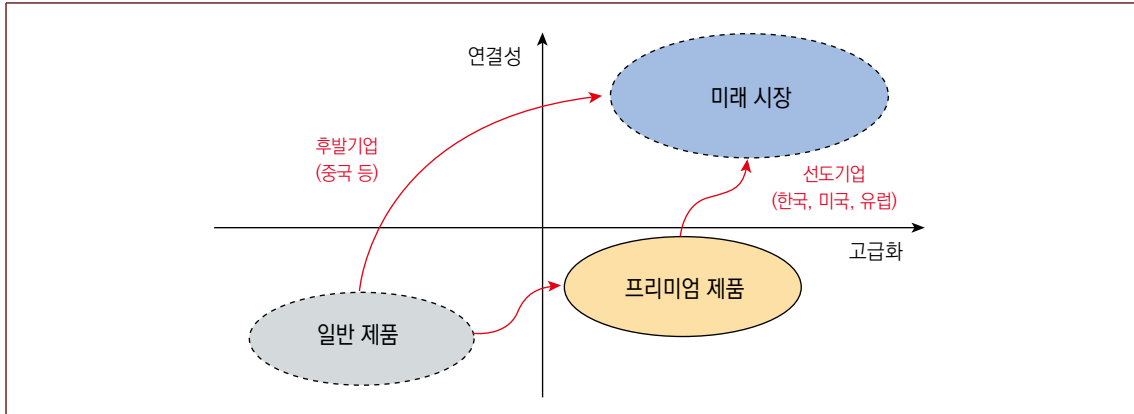 연결성
미래 시장
후발기업
(중국 등)
선도기업
(한국, 미국, 유럽)
고급화
프리미엄 제품
일반 제품